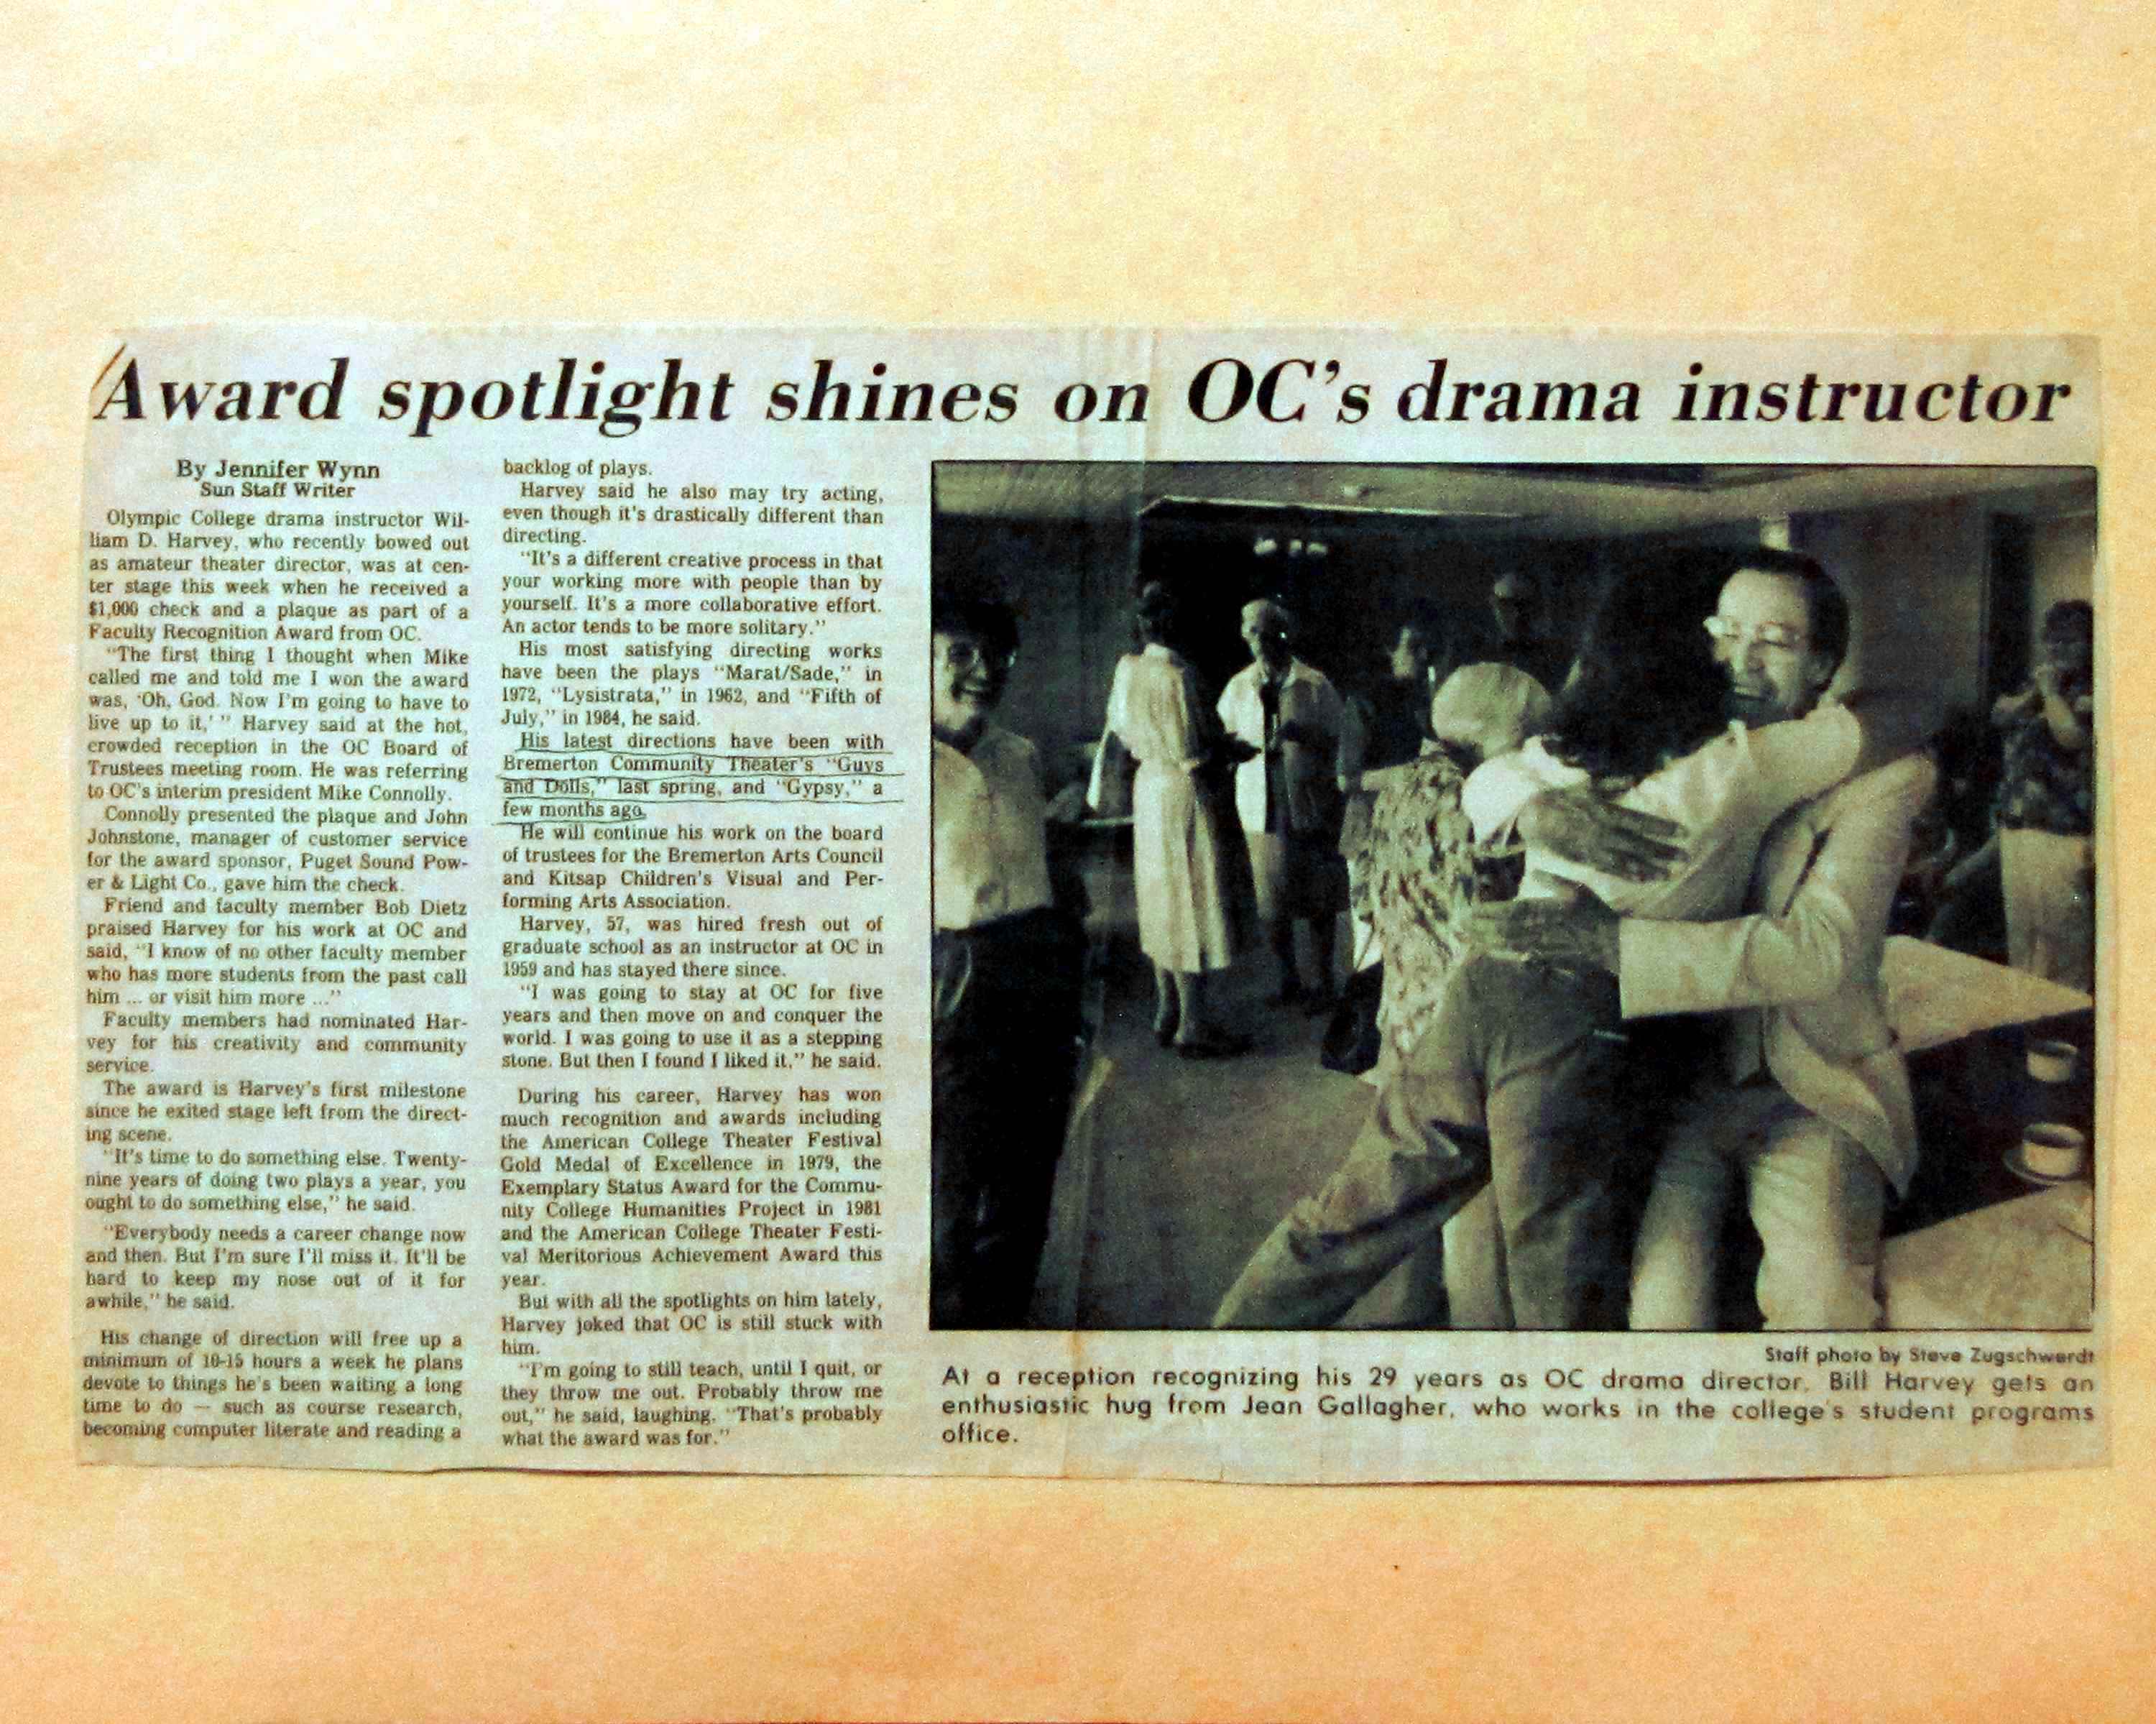 Award spotlight shines on OC's drama instructor
By Jennifer Wynn
Sun Staff Writer
Olympic College drama instructor Wil-
liam D. Harvey, who recently bowed out
as amateur theater director, was at cen-
ter stage this week when he received a
$1,000 check and a plaque as part of a
Faculty Recognition Award from OC.
"The first thing I thought when Mike
called me and told me I won the award
was, 'Oh, God. Now I'm going to have to
live up to it,' " Harvey said at the hot,
crowded reception in the OC Board of
Trustees meeting room. He was referring
to OC's interim president Mike Connolly.
Connolly presented the plaque and John
Johnstone, manager of customer service
for the award sponsor, Puget Sound Pow-
er & Light Co., gave him the check.
Friend and faculty member Bob Dietz
praised Harvey for his work at OC and
said, "I know of no other faculty member
who has more students from the past call
him ... or visit him more ..."
Faculty members had nominated Har-
vey for his creativity and community
service.
The award is Harvey's first milestone
since he exited stage left from the direct-
ing scene.
"It's time to do something else. Twenty-
nine years of doing two plays a year, you
ought to do something else," he said.
"Everybody needs a career change now
and then. But I'm sure I'll miss it. It'll be
hard to keep my nose out of it for
awhile," he said.
His change of direction will free up a
minimum of 10-15 hours a week he plans
devote to things he's been waiting a long
time to do — such as course research,
becoming computer literate and reading a
backlog of plays.
Harvey said he also may try acting,
even though it's drastically different than
directing.
"It's a different creative process in that
your working more with people than by
yourself. It's a more collaborative effort.
An actor tends to be more solitary."
His most satisfying directing works
have been the plays "Marat/Sade," in
1972, "Lysistrata," in 1962, and "Fifth of
July," in 1984, he said.
His latest directions have been with
Bremerton Community Theater's "Guys
and Dolls," last spring, and "Gypsy," a
few months ago.
He will continue his work on the board
of trustees for the Bremerton Arts Council
and Kitsap Children's Visual and Per-
forming Arts Association.
Harvey, 57, was hired fresh out of
graduate school as an instructor at OC in
1959 and has stayed there since.
"I was going to stay at OC for five
years and then move on and conquer the
world. I was going to use it as a stepping
stone. But then I found I liked it," he said.
During his career, Harvey has won
much recognition and awards including
the American College Theater Festival
Gold Medal of Excellence in 1979, the
Exemplary Status Award for the Commu-
nity College Humanities Project in 1981
and the American College Theater Festi-
val Meritorious Achievement Award this
year.
But with all the spotlights on him lately,
Harvey joked that OC is still stuck with
him.
"I'm going to still teach, until I quit, or
they throw me out. Probably throw me
out," he said, laughing. "That's probably
what the award was for."
Staff photo by Steve Zugschwerdt
At a reception recognizing his 29 years as OC drama director, Bill Harvey gets an
enthusiastic hug from Jean Gallagher, who works in the college's student programs
office.